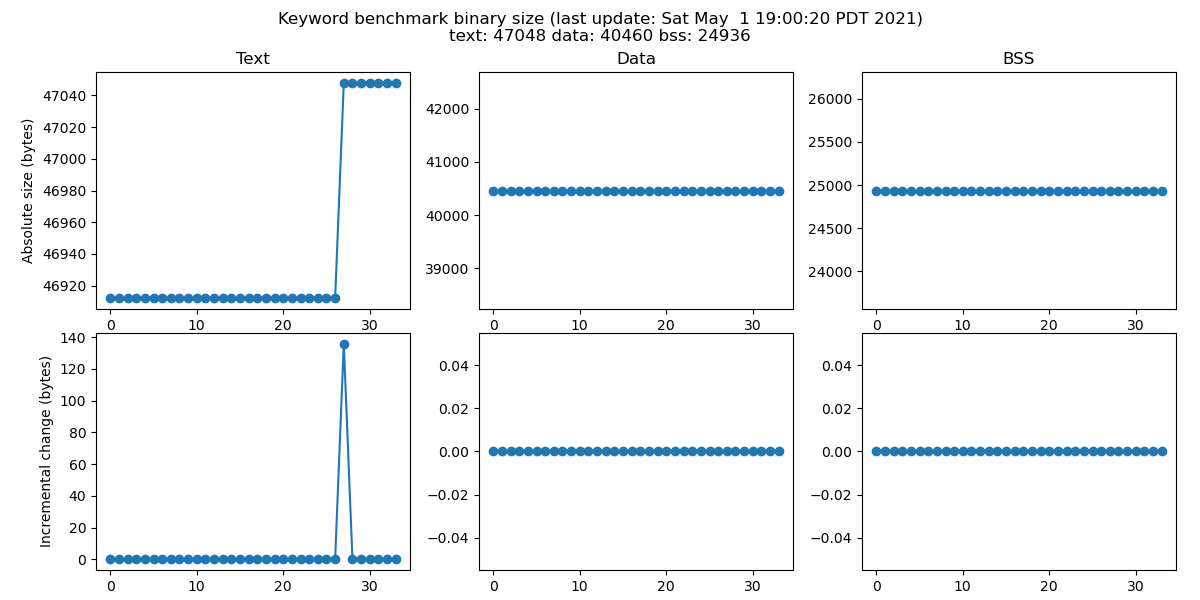 Keyword benchmark binary size (last update: Sat May  1 19:00:20 PDT 2021)
text: 47048 data: 40460 bss: 24936
Text
Absolute size (bytes)
47040
47020
47000
46980
46960
46940
46920
0 10 20 30
Data
42000
41000
40000
39000
0 10 20 30
BSS
26000
25500
25000
24500
24000
0 10 20 30
Incremental change (bytes)
140
120
100
80
60
40
20
0
0 10 20 30
0.04
0.02
0.00
−0.02
−0.04
0 10 20 30
0.04
0.02
0.00
−0.02
−0.04
0 10 20 30